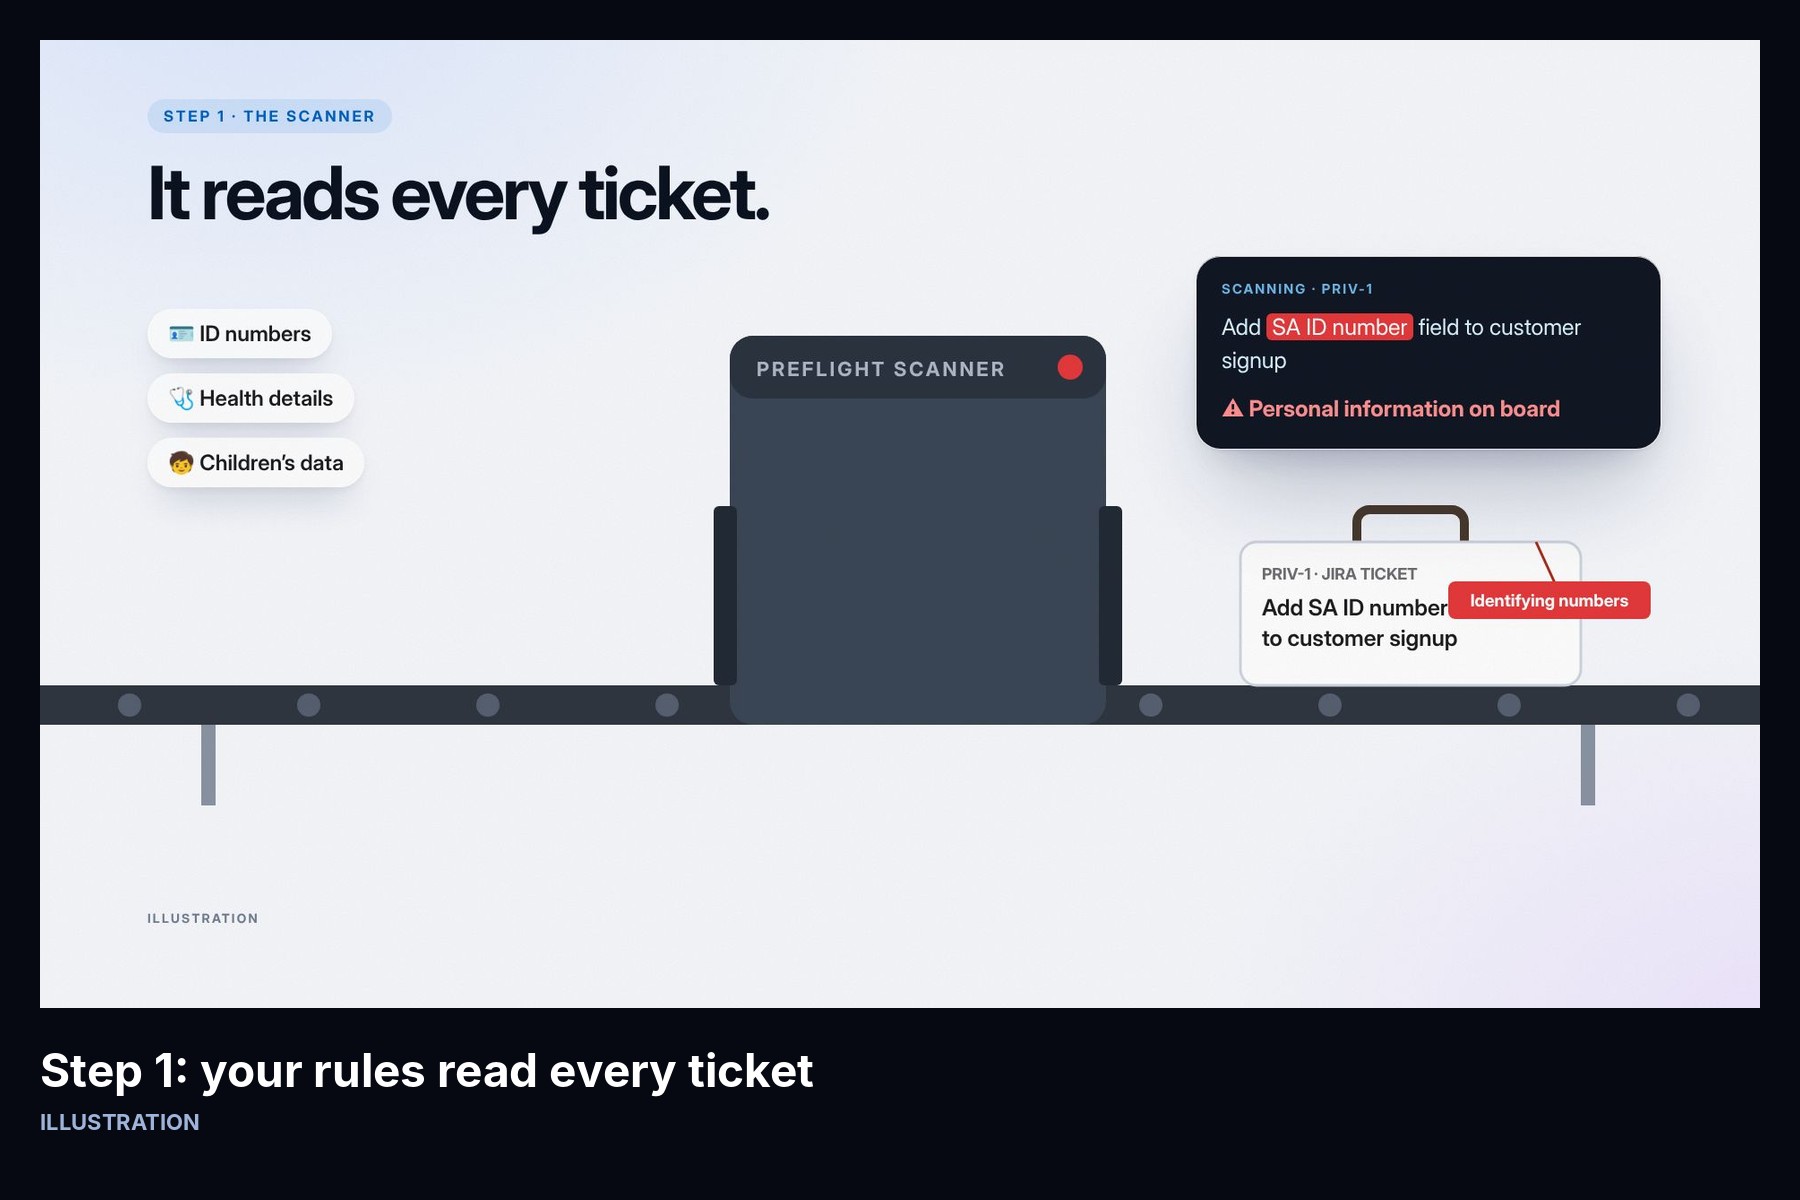 STEP 1 · THE SCANNER
It reads every ticket.
ID numbers
Health details
Children's data
PREFLIGHT SCANNER
SCANNING · PRIV-1
Add SA ID number field to customer
signup
⚠ Personal information on board
PRIV-1 · JIRA TICKET
Add SA ID number
to customer signup
Identifying numbers
ILLUSTRATION
Step 1: your rules read every ticket
ILLUSTRATION